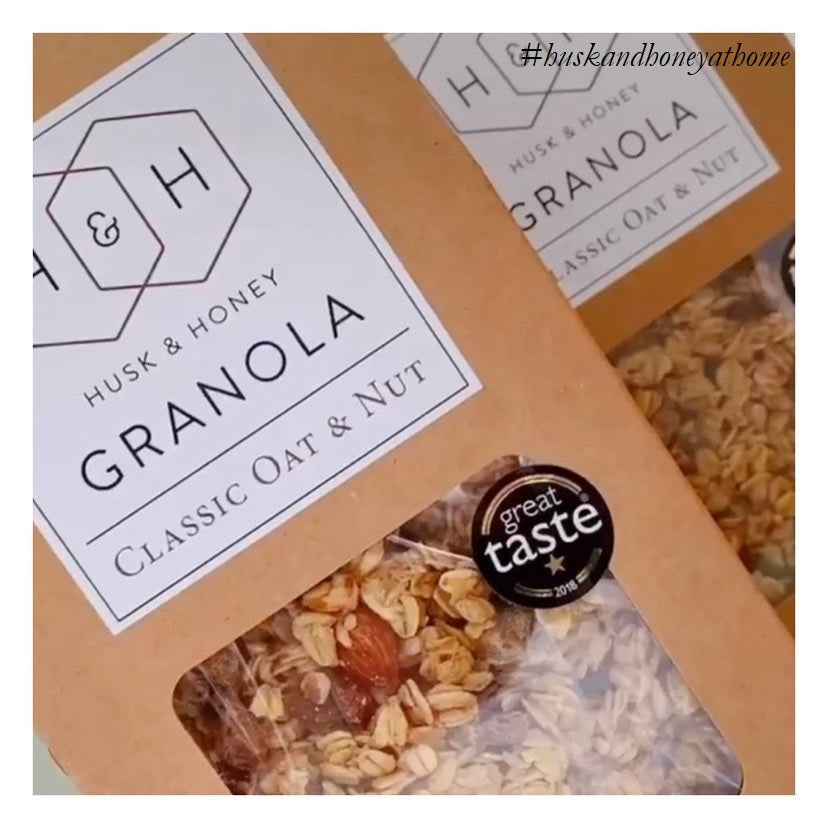 #huskandhoneyathome
H & H
HUSK & HONEY
GRANOLA
CLASSIC OAT & NUT
H &
HUSK & HONEY
GRANOLA
CLASSIC OAT & NUT
great
taste®
2018